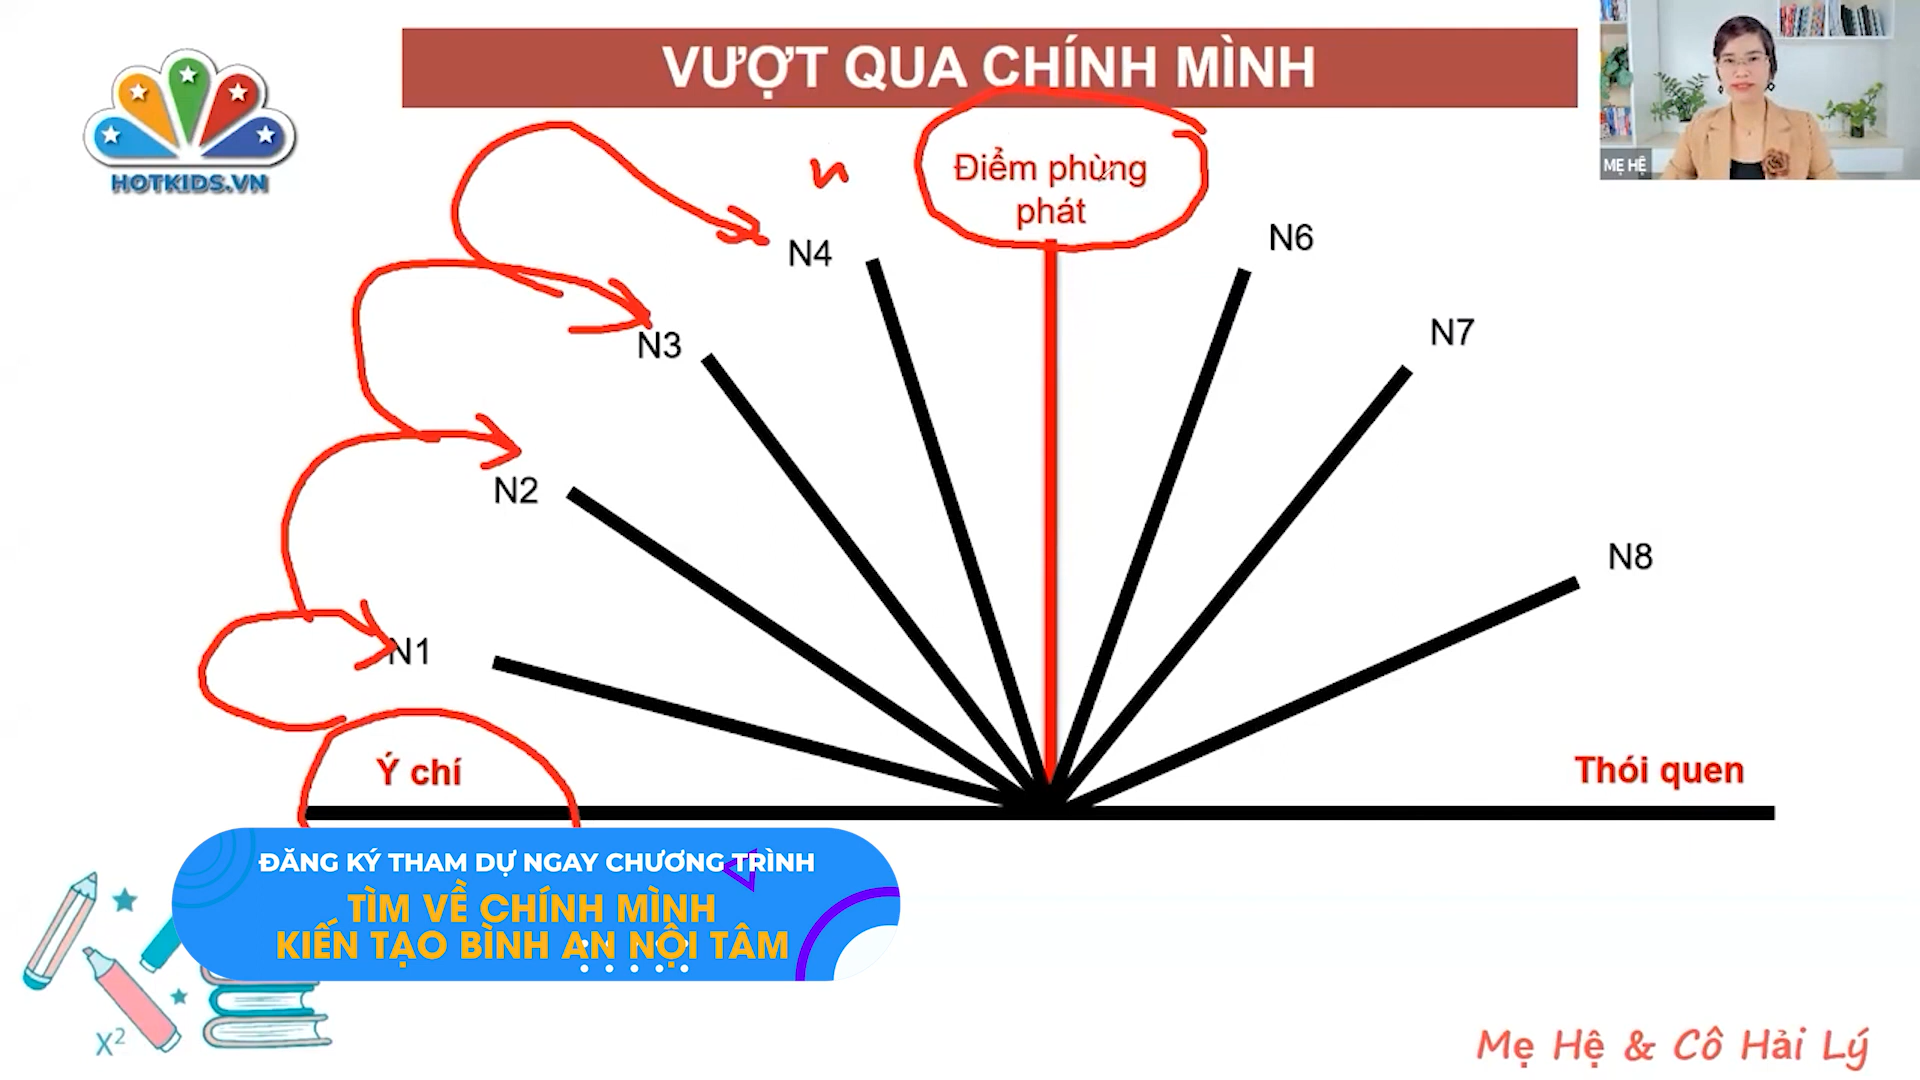 VƯỢT QUA CHÍNH MÌNH
HOTKIDS.VN
MẸ HỆ
n
Điểm phùng
phát
N4
N6
N3
N7
N2
N8
N1
Ý chí
Thói quen
ĐĂNG KÝ THAM DỰ NGAY CHƯƠNG TRÌNH
TÌM VỀ CHÍNH MÌNH
KIẾN TẠO BÌNH AN NỘI TÂM
X²
Mẹ Hệ & Cô Hải Lý